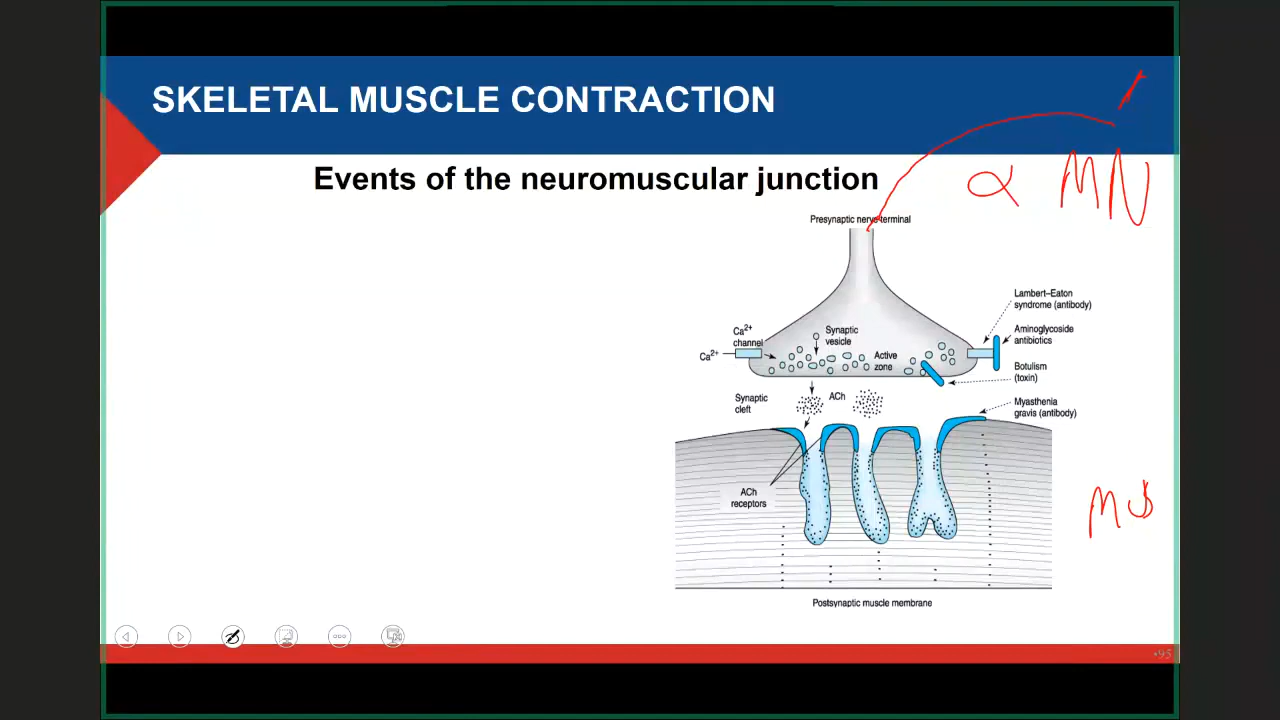 SKELETAL MUSCLE CONTRACTION
Events of the neuromuscular junction
α MN
Presynaptic nerve terminal
Lambert–Eaton
syndrome (antibody)
Aminoglycoside
antibiotics
Botulism
(toxin)
Myasthenia
gravis (antibody)
Ca2+
channel
Ca2+
Synaptic
vesicle
Active
zone
Synaptic
cleft
ACh
ACh
receptors
Postsynaptic muscle membrane
•95